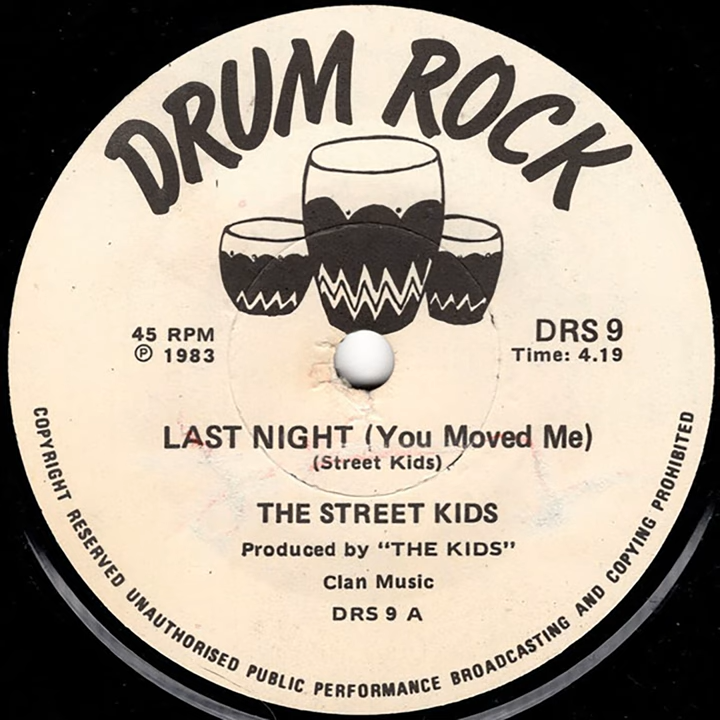 DRUM ROCK
45 RPM
℗ 1983
DRS 9
Time: 4.19
LAST NIGHT (You Moved Me)
(Street Kids)
THE STREET KIDS
Produced by “THE KIDS”
Clan Music
DRS 9 A
COPYRIGHT RESERVED UNAUTHORISED PUBLIC PERFORMANCE BROADCASTING AND COPYING PROHIBITED